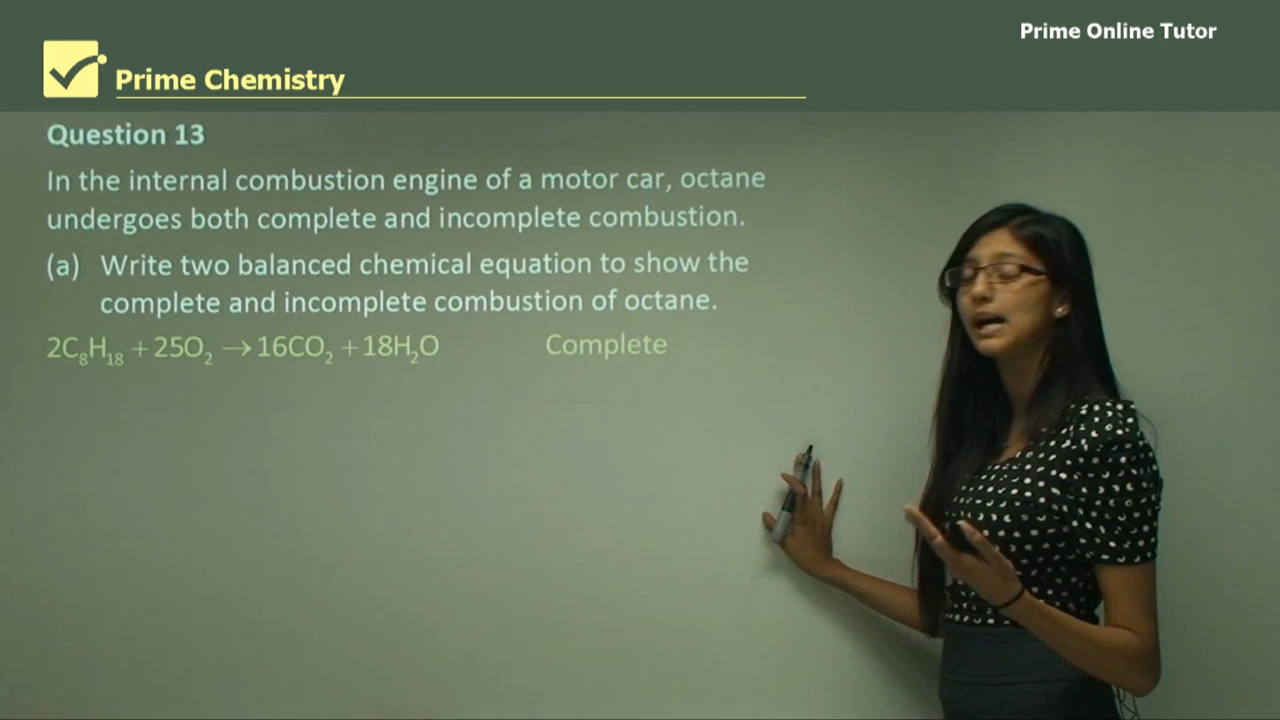 Prime Online Tutor
Prime Chemistry
Question 13
In the internal combustion engine of a motor car, octane
undergoes both complete and incomplete combustion.
(a) Write two balanced chemical equation to show the
complete and incomplete combustion of octane.
2C₈H₁₈ + 25O₂ → 16CO₂ + 18H₂O Complete